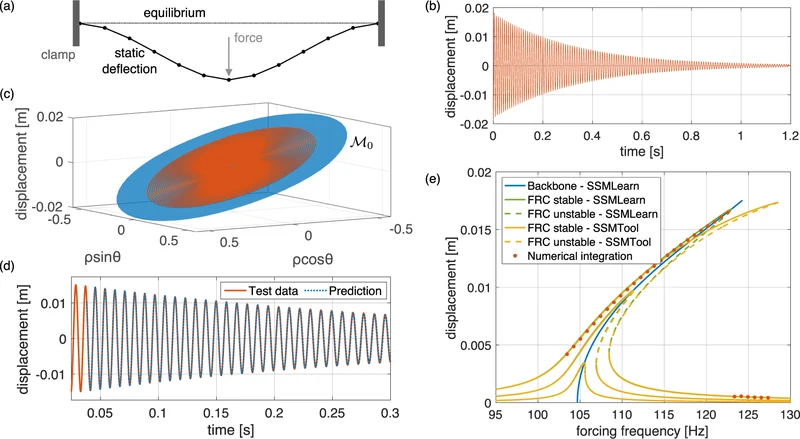 (a)
equilibrium
clamp
static
deflection
force
(b)
displacement [m]
0.02
0.01
0
-0.01
-0.02
0
0.2
0.4
0.6
0.8
1
1.2
time [s]
(c)
displacement [m]
0.02
0
-0.02
-0.5
0
0.5
0.5
0
-0.5
ρsinθ
ρcosθ
M₀
(d)
displacement [m]
0.01
0
-0.01
Test data
Prediction
0.05
0.1
0.15
0.2
0.25
0.3
time [s]
(e)
displacement [m]
0.02
0.015
0.01
0.005
0
Backbone - SSMLearn
FRC stable - SSMLearn
FRC unstable - SSMLearn
FRC stable - SSMTool
FRC unstable - SSMTool
Numerical integration
95
100
105
110
115
120
125
130
forcing frequency [Hz]